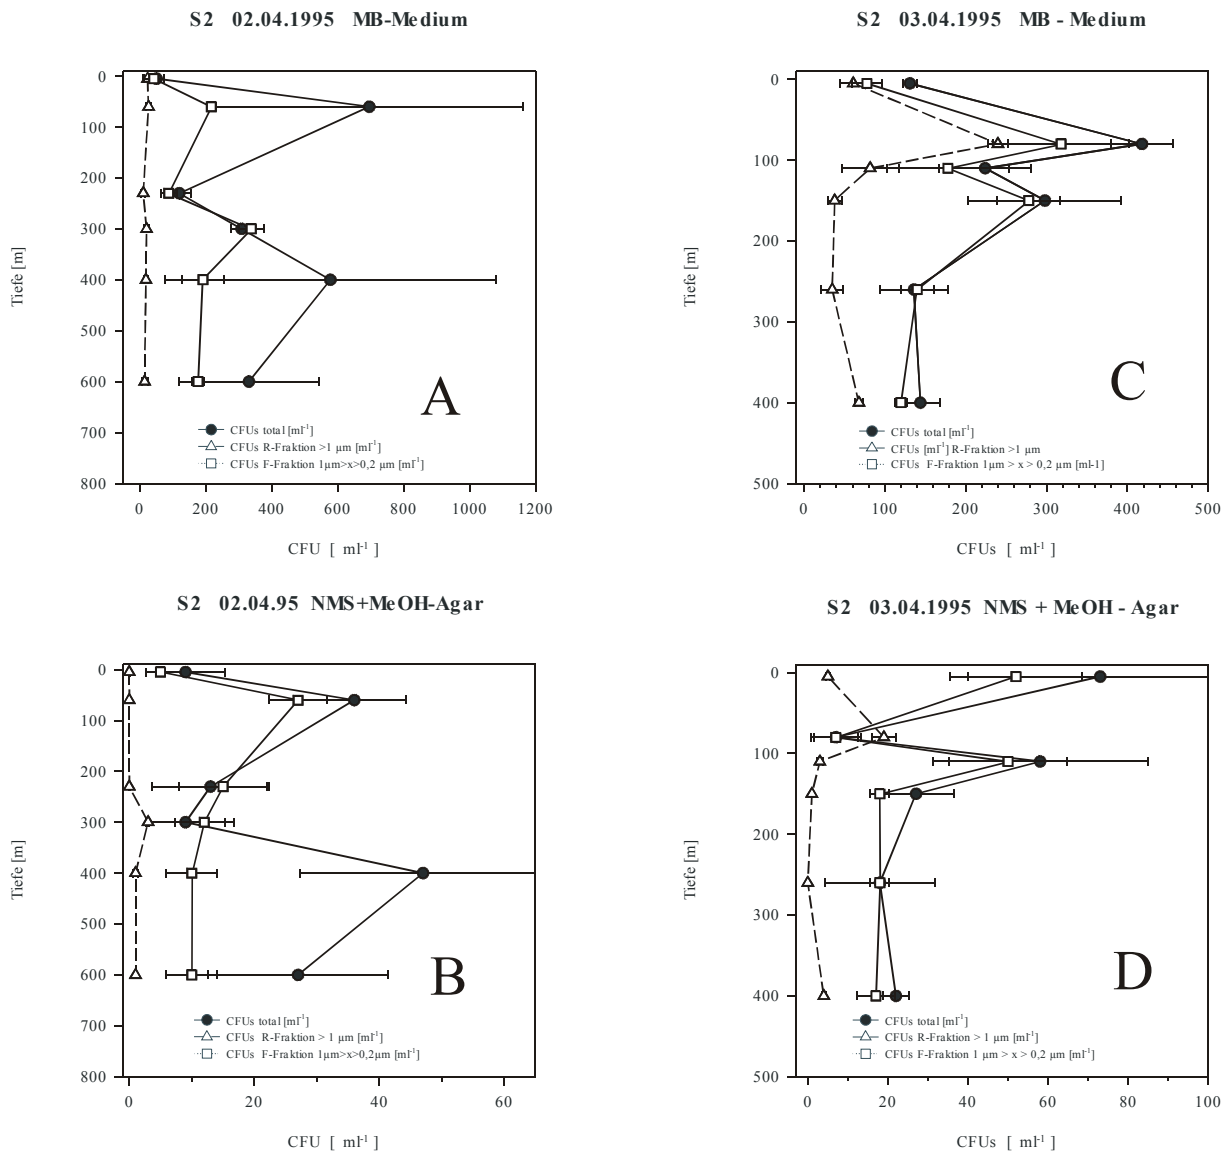 S2 02.04.1995 MB-Medium
0
100
200
300
400
500
600
700
800
Tiefe [m]
A
CFUs total [ml⁻¹]
CFUs R-Fraktion >1 µm [ml⁻¹]
CFUs F-Fraktion 1µm>x>0,2 µm [ml⁻¹]
0 200 400 600 800 1000 1200
CFU [ ml⁻¹ ]
S2 03.04.1995 MB - Medium
0
100
200
300
400
500
Tiefe [m]
C
CFUs total [ml⁻¹]
CFUs [ml⁻¹] R-Fraktion >1 µm
CFUs F-Fraktion 1µm > x > 0,2 µm [ml-1]
0 100 200 300 400 500
CFUs [ ml⁻¹ ]
S2 02.04.95 NMS+MeOH-Agar
0
100
200
300
400
500
600
700
800
Tiefe [m]
B
CFUs total [ml⁻¹]
CFUs R-Fraktion > 1 µm [ml⁻¹]
CFUs F-Fraktion 1µm>x>0,2µm [ml⁻¹]
0 20 40 60
CFU [ ml⁻¹ ]
S2 03.04.1995 NMS + MeOH - Agar
0
100
200
300
400
500
Tiefe [m]
D
CFUs total [ml⁻¹]
CFUs R-Fraktion > 1 µm [ml⁻¹]
CFUs F-Fraktion 1 µm > x > 0,2 µm [ml⁻¹]
0 20 40 60 80 100
CFUs [ ml⁻¹ ]